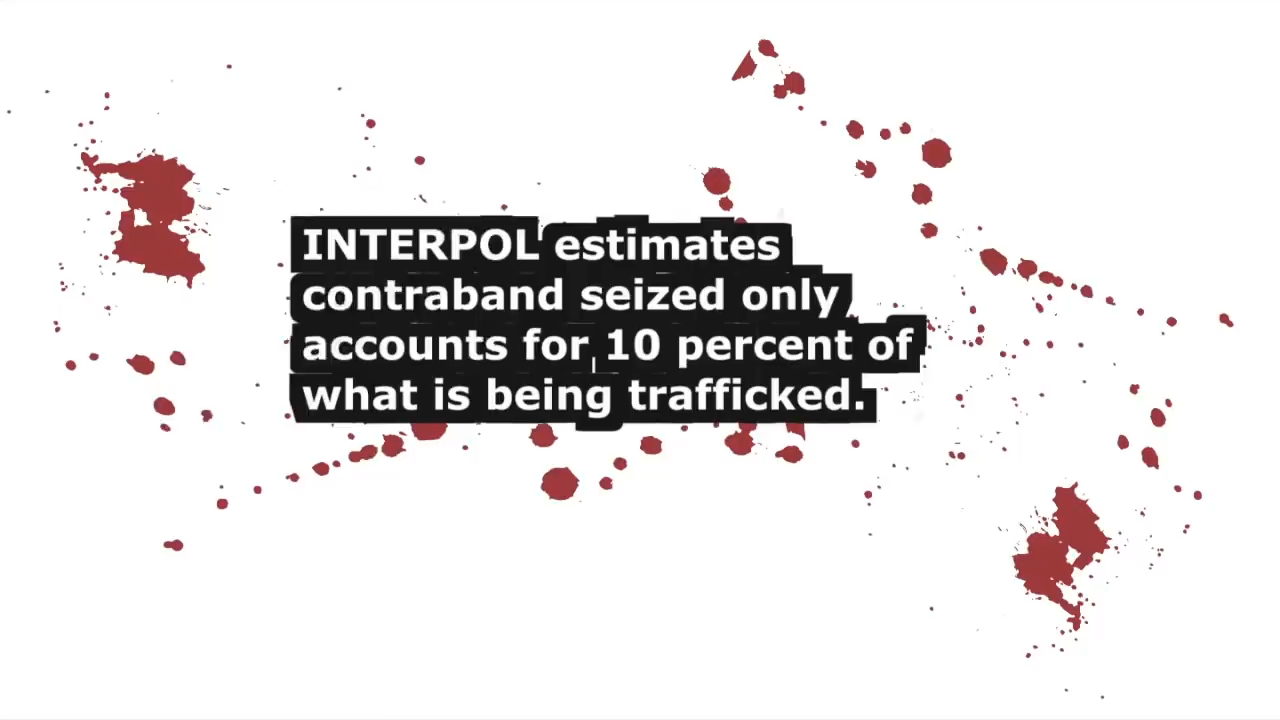 INTERPOL estimates
contraband seized only
accounts for 10 percent of
what is being trafficked.